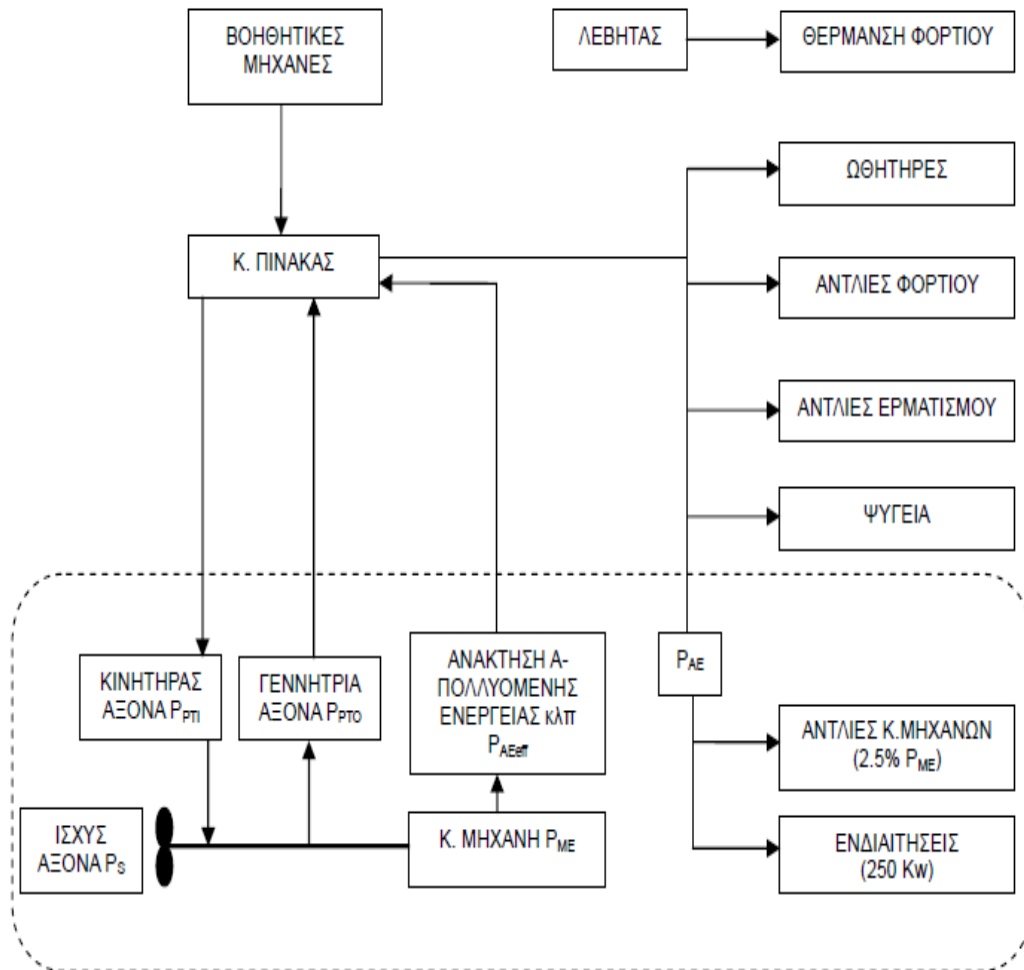 ΒΟΗΘΗΤΙΚΕΣ
ΜΗΧΑΝΕΣ
ΛΕΒΗΤΑΣ
ΘΕΡΜΑΝΣΗ ΦΟΡΤΙΟΥ
ΩΘΗΤΗΡΕΣ
Κ. ΠΙΝΑΚΑΣ
ΑΝΤΛΙΕΣ ΦΟΡΤΙΟΥ
ΑΝΤΛΙΕΣ ΕΡΜΑΤΙΣΜΟΥ
ΨΥΓΕΙΑ
ΚΙΝΗΤΗΡΑΣ
ΑΞΟΝΑ PPTI
ΓΕΝΝΗΤΡΙΑ
ΑΞΟΝΑ PPTO
ΑΝΑΚΤΗΣΗ Α-
ΠΟΛΛΥΟΜΕΝΗΣ
ΕΝΕΡΓΕΙΑΣ κλπ
PAEeff
PAE
ΑΝΤΛΙΕΣ Κ.ΜΗΧΑΝΩΝ
(2.5% PME)
ΙΣΧΥΣ
ΑΞΟΝΑ PS
Κ. ΜΗΧΑΝΗ PME
ΕΝΔΙΑΙΤΗΣΕΙΣ
(250 Kw)